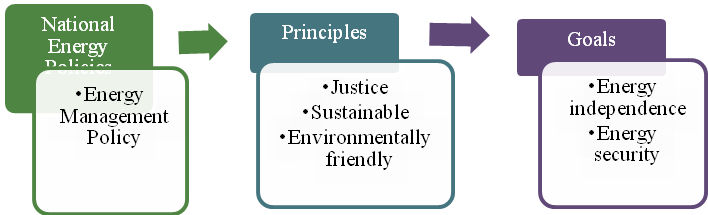 National
Energy
Policies
• Energy
Management
Policy
Principles
• Justice
• Sustainable
• Environmentally
friendly
Goals
• Energy
independence
• Energy
security